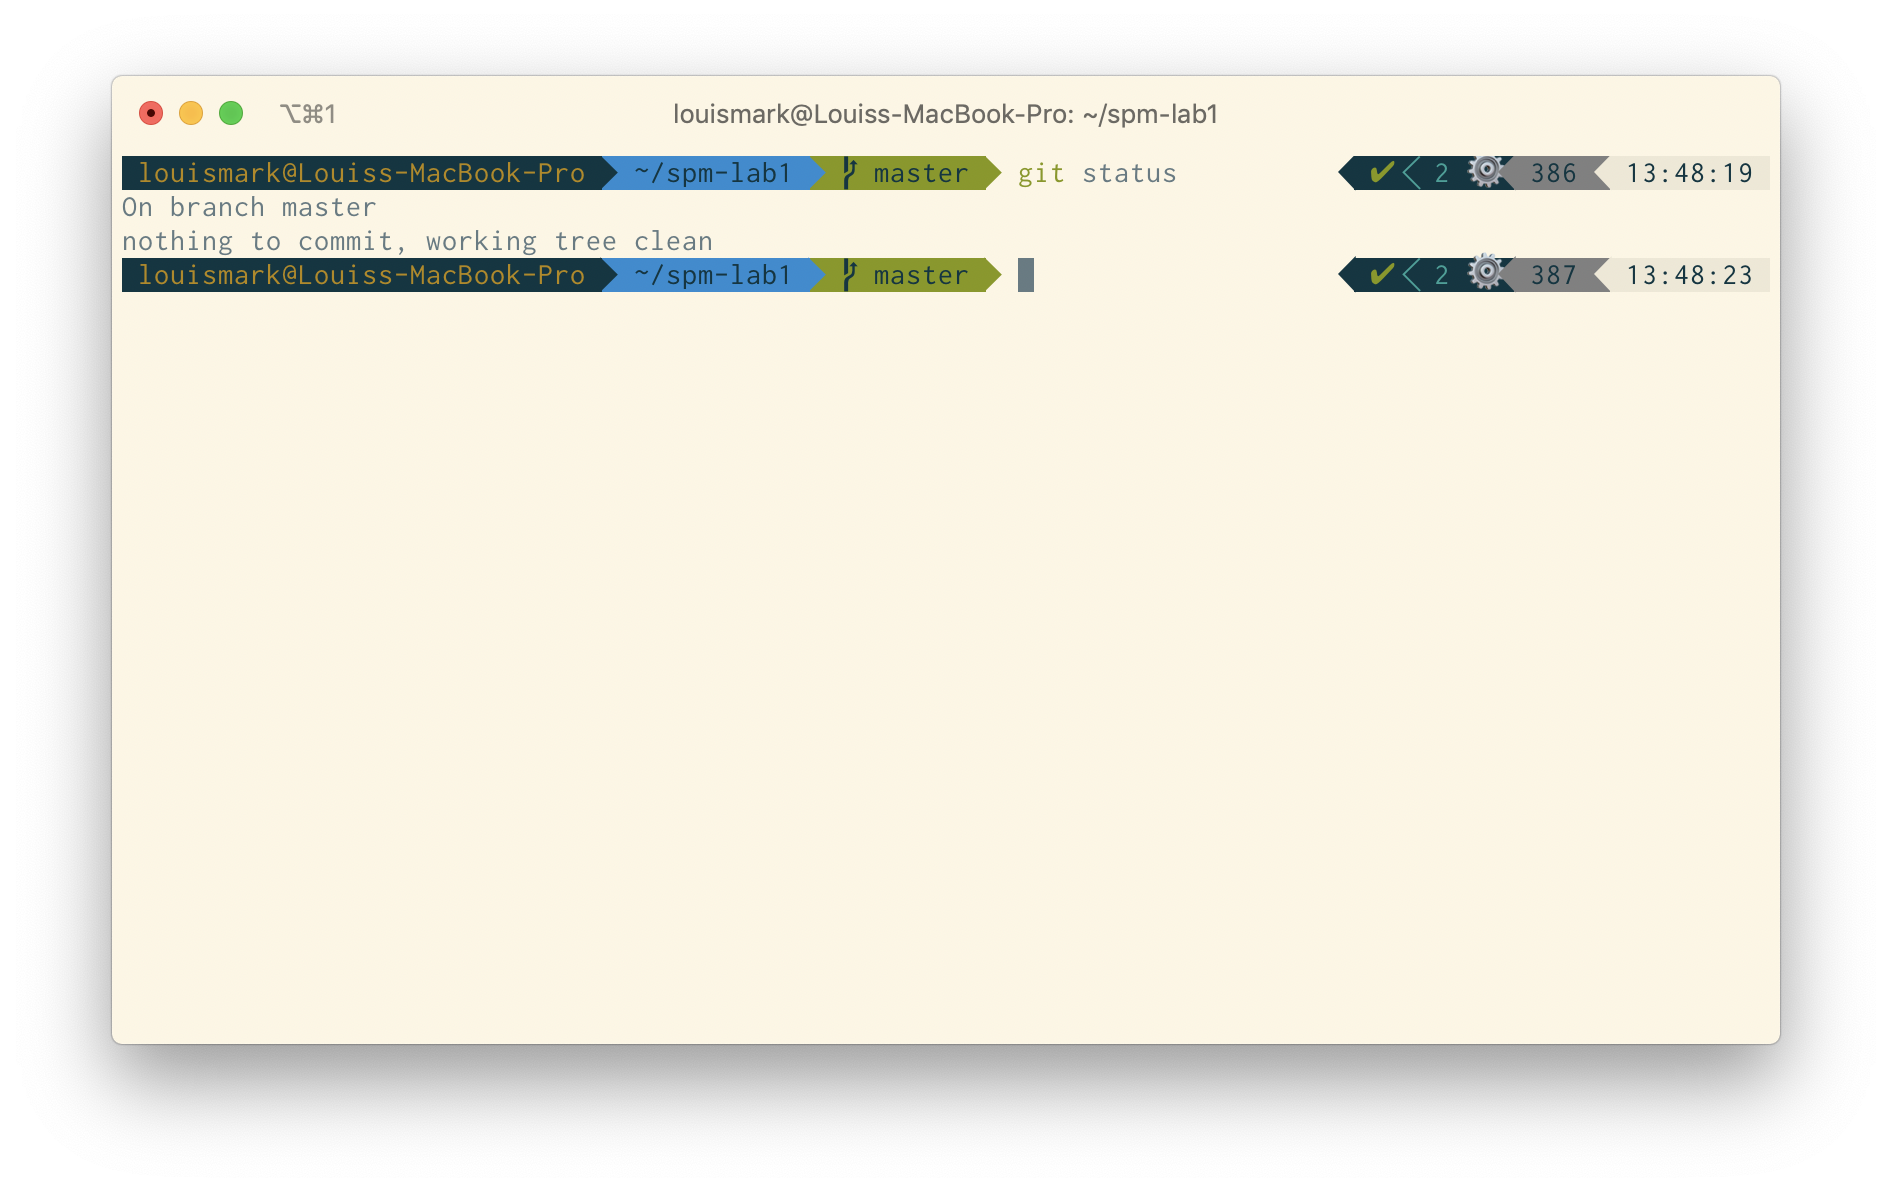 ⌥⌘1 louismark@Louiss-MacBook-Pro: ~/spm-lab1
louismark@Louiss-MacBook-Pro ~/spm-lab1 master git status ✔ 2 ⚙ 386 13:48:19
On branch master
nothing to commit, working tree clean
louismark@Louiss-MacBook-Pro ~/spm-lab1 master ✔ 2 ⚙ 387 13:48:23